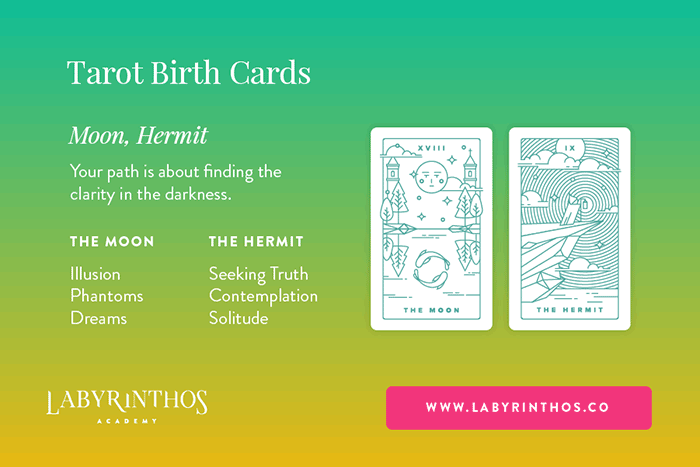 Tarot Birth Cards
Moon, Hermit
Your path is about finding the
clarity in the darkness.
THE MOON
Illusion
Phantoms
Dreams
THE HERMIT
Seeking Truth
Contemplation
Solitude
XVIII
THE MOON
IX
THE HERMIT
LABYRINTHOS
ACADEMY
WWW.LABYRINTHOS.CO